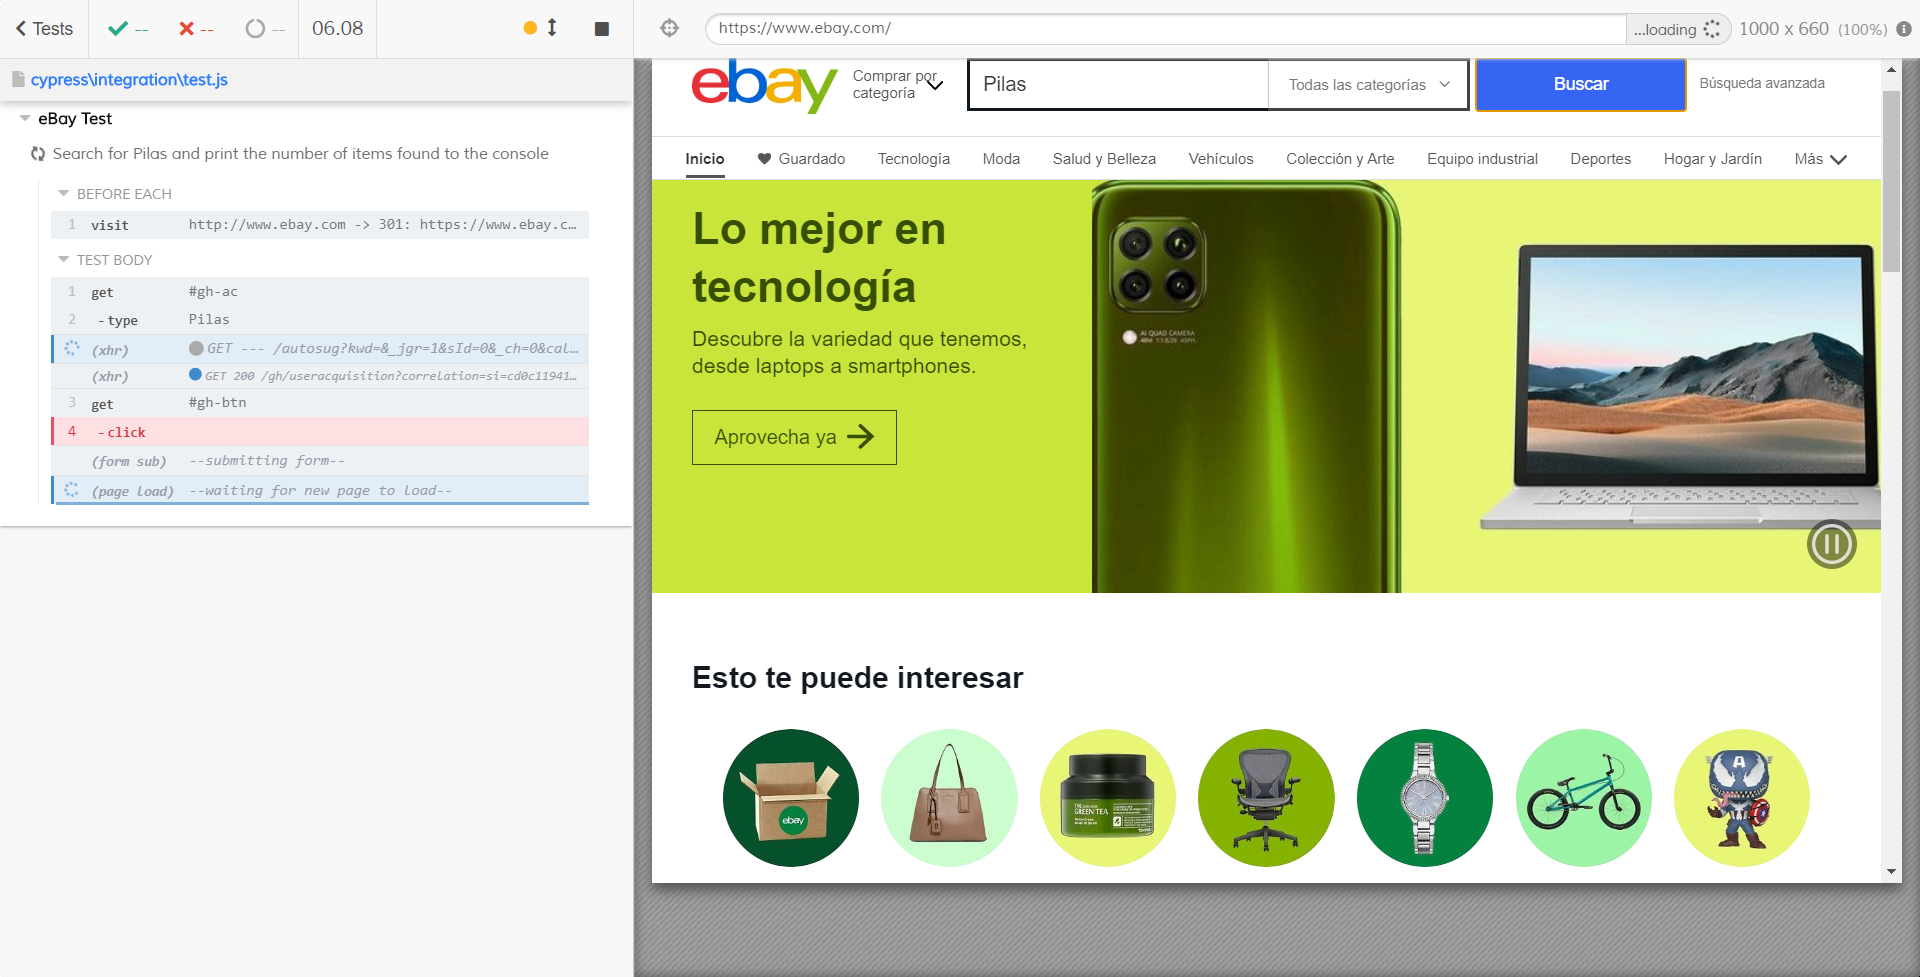 Tests
--
--
--
06.08
https://www.ebay.com/
...loading
1000 x 660 (100%)
cypress\integration\test.js
eBay Test
Search for Pilas and print the number of items found to the console
BEFORE EACH
1 visit http://www.ebay.com -> 301: https://www.ebay.c...
TEST BODY
1 get #gh-ac
2 -type Pilas
(xhr) GET --- /autosug?kwd=&_jgr=1&sId=0&_ch=0&cal...
(xhr) GET 200 /gh/useracquisition?correlation=si=cd0c11941...
3 get #gh-btn
4 -click
(form sub) --submitting form--
(page load) --waiting for new page to load--
ebay
Comprar por
categoría
Pilas
Todas las categorías
Buscar
Búsqueda avanzada
Inicio
Guardado
Tecnología
Moda
Salud y Belleza
Vehículos
Colección y Arte
Equipo industrial
Deportes
Hogar y Jardín
Más
Lo mejor en
tecnología
Descubre la variedad que tenemos,
desde laptops a smartphones.
Aprovecha ya
AI QUAD CAMERA
Esto te puede interesar
ebay
GREEN TEA